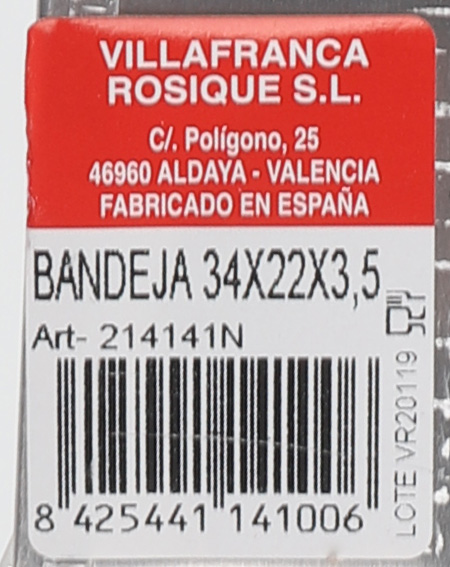 VILLAFRANCA
ROSIQUE S.L.
C/. Polígono, 25
46960 ALDAYA - VALENCIA
FABRICADO EN ESPAÑA
BANDEJA 34X22X3,5
Art- 214141N
8 425441 141006
LOTE VR20119